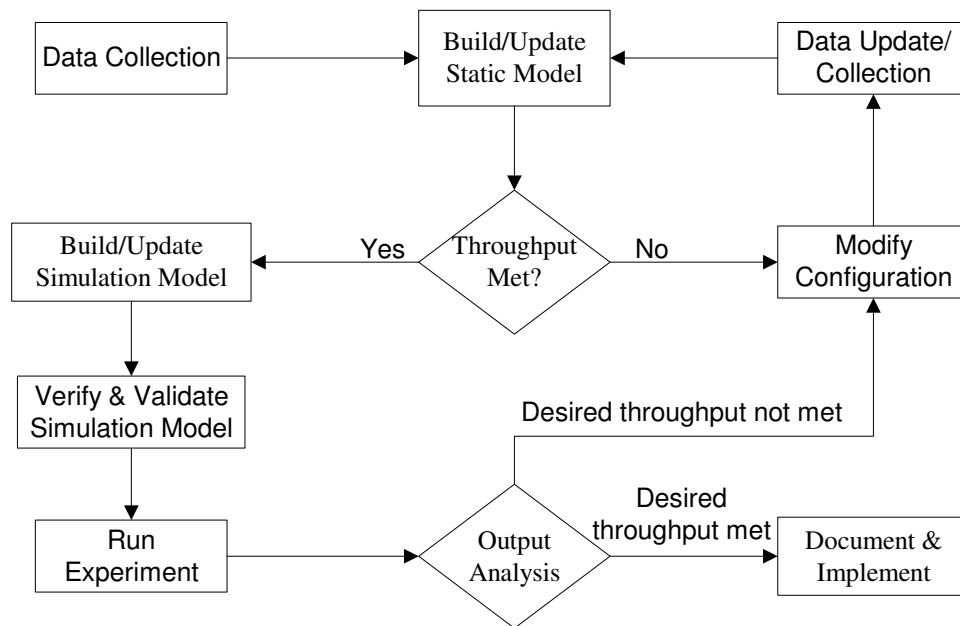 Data Collection
Build/Update
Static Model
Data Update/
Collection
Build/Update
Simulation Model
Yes
Throughput
Met?
No
Modify
Configuration
Verify & Validate
Simulation Model
Desired throughput not met
Run
Experiment
Output
Analysis
Desired
throughput met
Document &
Implement